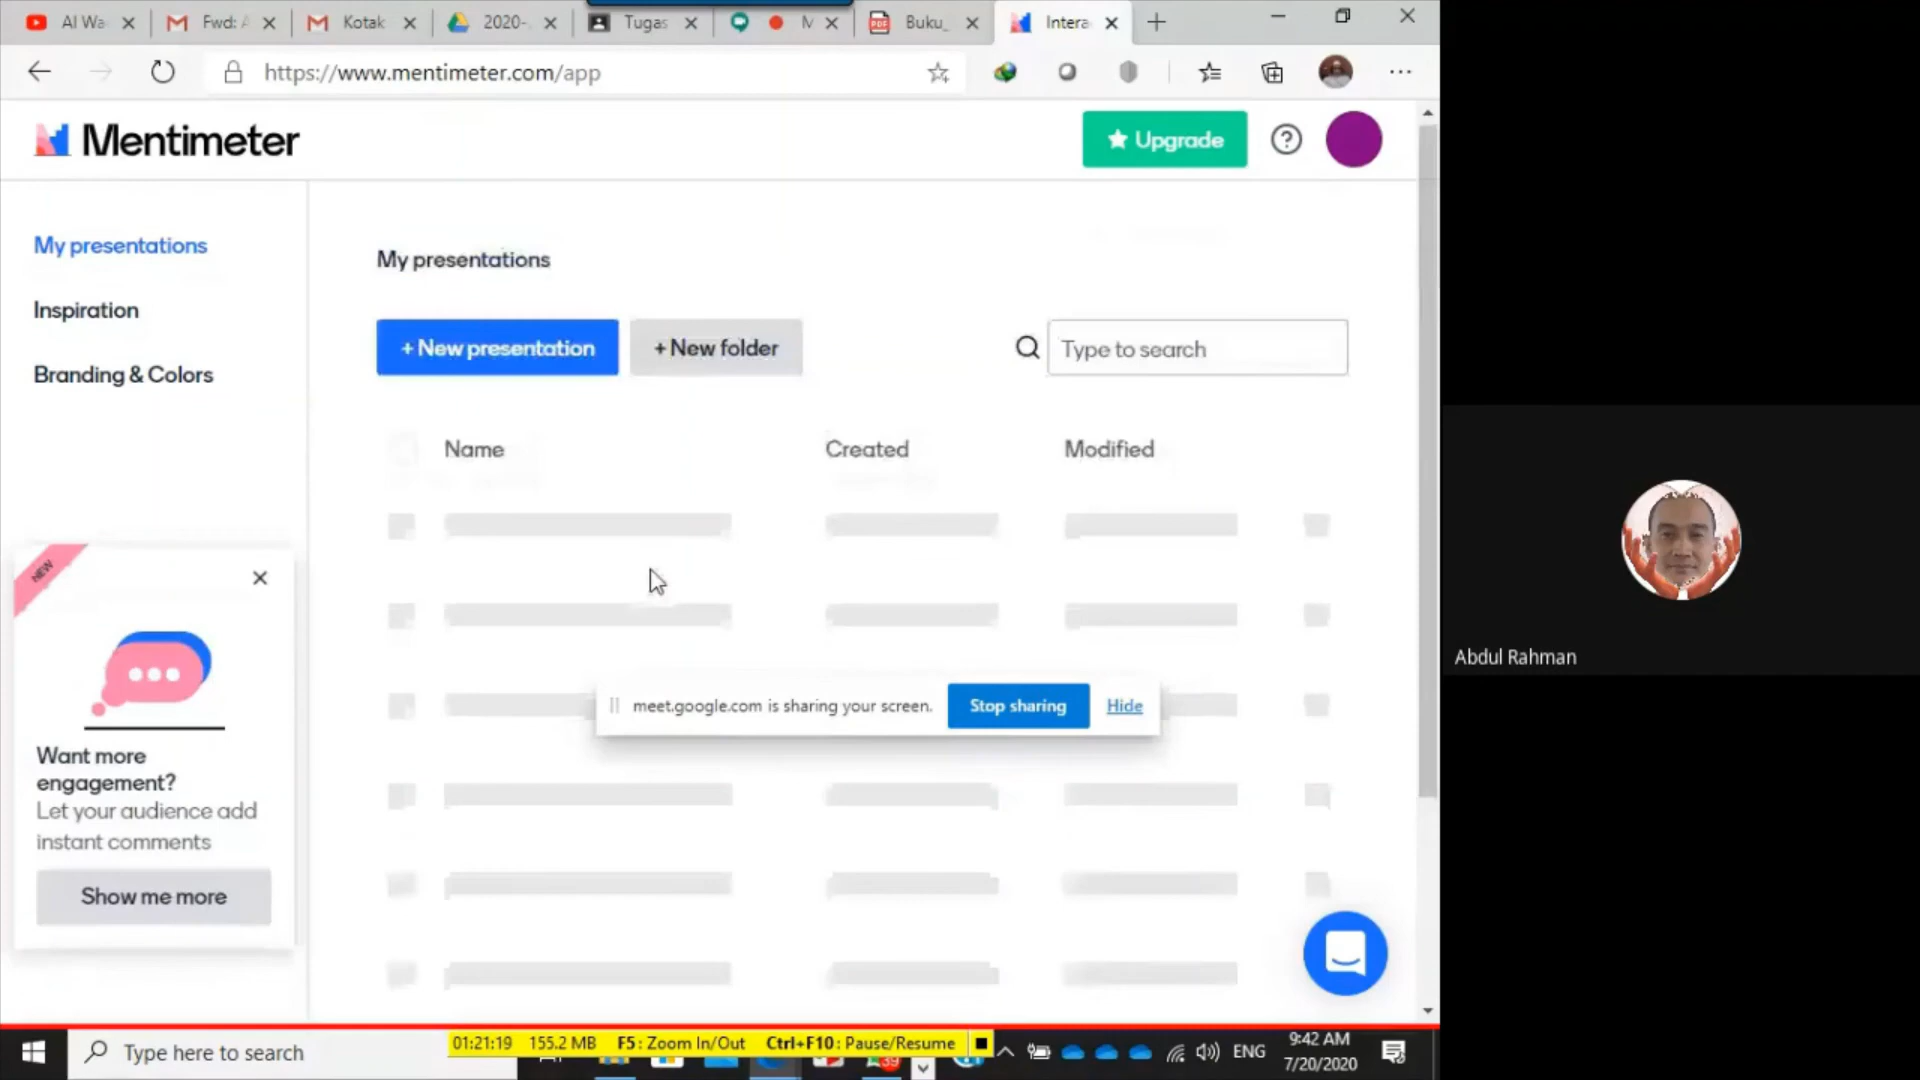 Al Wa
Fwd: A
Kotak
2020-
Tugas
M
Buku_
Intera
https://www.mentimeter.com/app
Mentimeter
Upgrade
My presentations
Inspiration
Branding & Colors
My presentations
+ New presentation
+ New folder
Type to search
Name
Created
Modified
NEW
Want more
engagement?
Let your audience add
instant comments
Show me more
meet.google.com is sharing your screen.
Stop sharing
Hide
Abdul Rahman
Type here to search
01:21:19
155.2 MB
F5: Zoom In/Out
Ctrl+F10: Pause/Resume
39
ENG
9:42 AM
7/20/2020